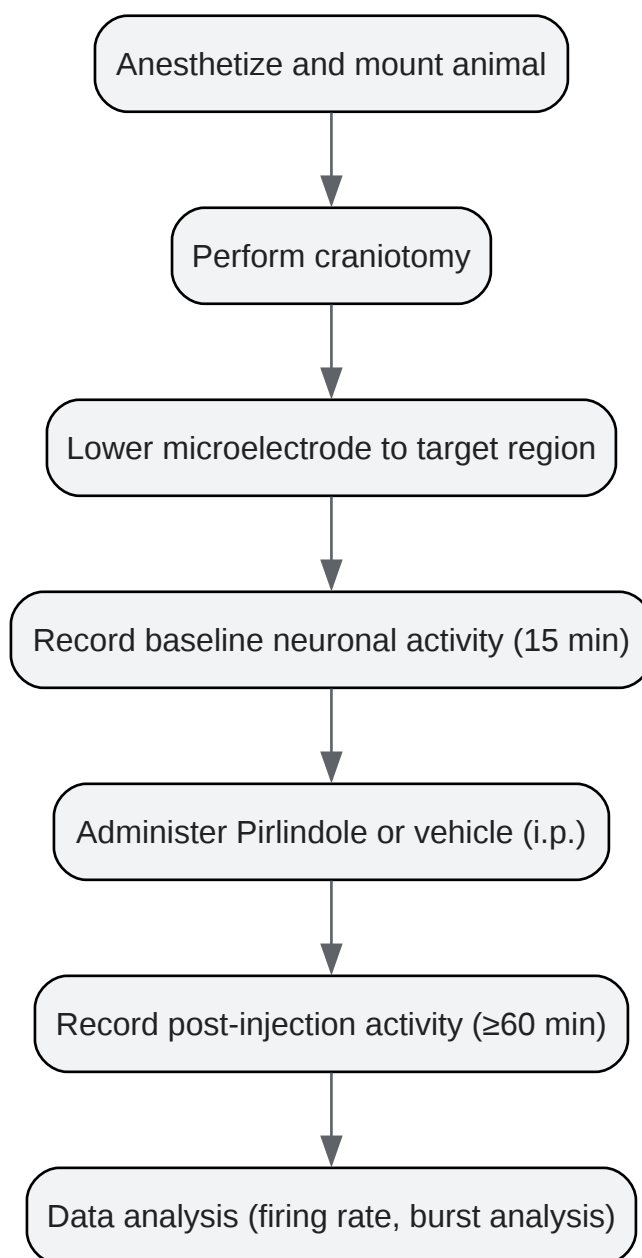 Anesthetize and mount animal
Perform craniotomy
Lower microelectrode to target region
Record baseline neuronal activity (15 min)
Administer Pirlindole or vehicle (i.p.)
Record post-injection activity (≥60 min)
Data analysis (firing rate, burst analysis)